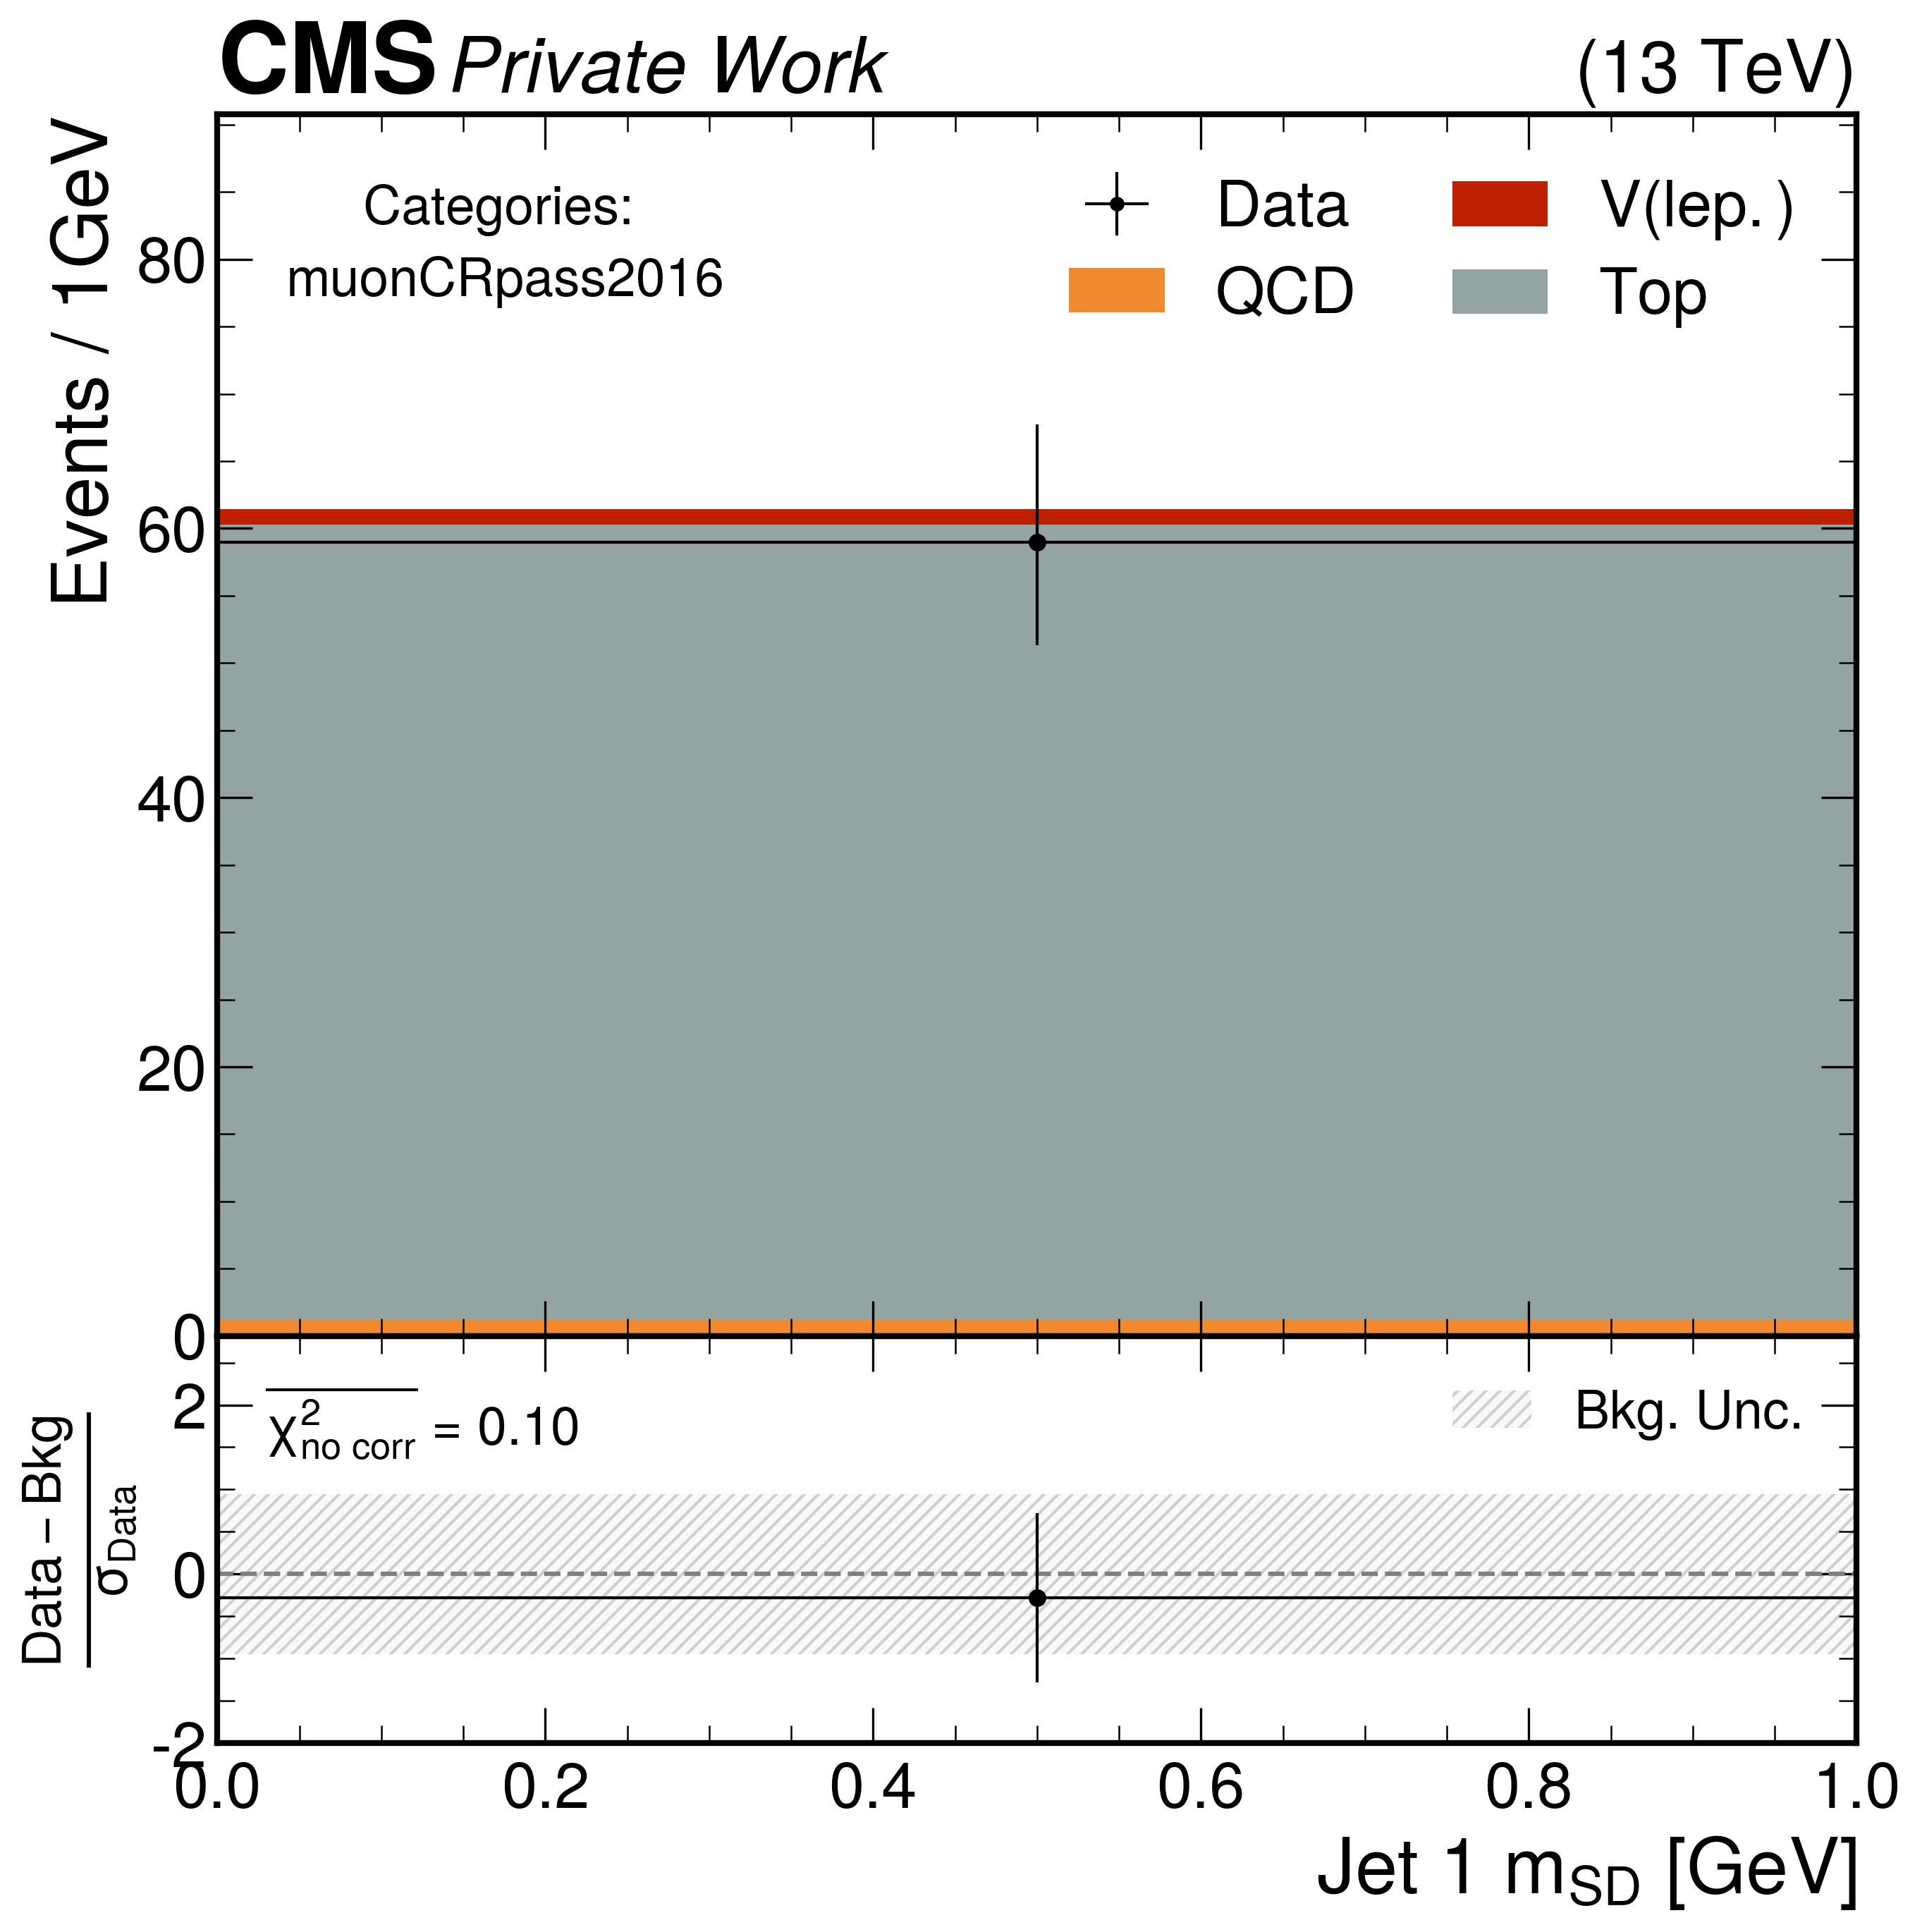 CMS Private Work (13 TeV)
Events / 1 GeV
Categories:
muonCRpass2016
Data
V(lep.)
QCD
Top
80
60
40
20
0
Data − Bkg
σData
χ²no corr = 0.10
Bkg. Unc.
2
0
-2
0.0 0.2 0.4 0.6 0.8 1.0
Jet 1 mSD [GeV]